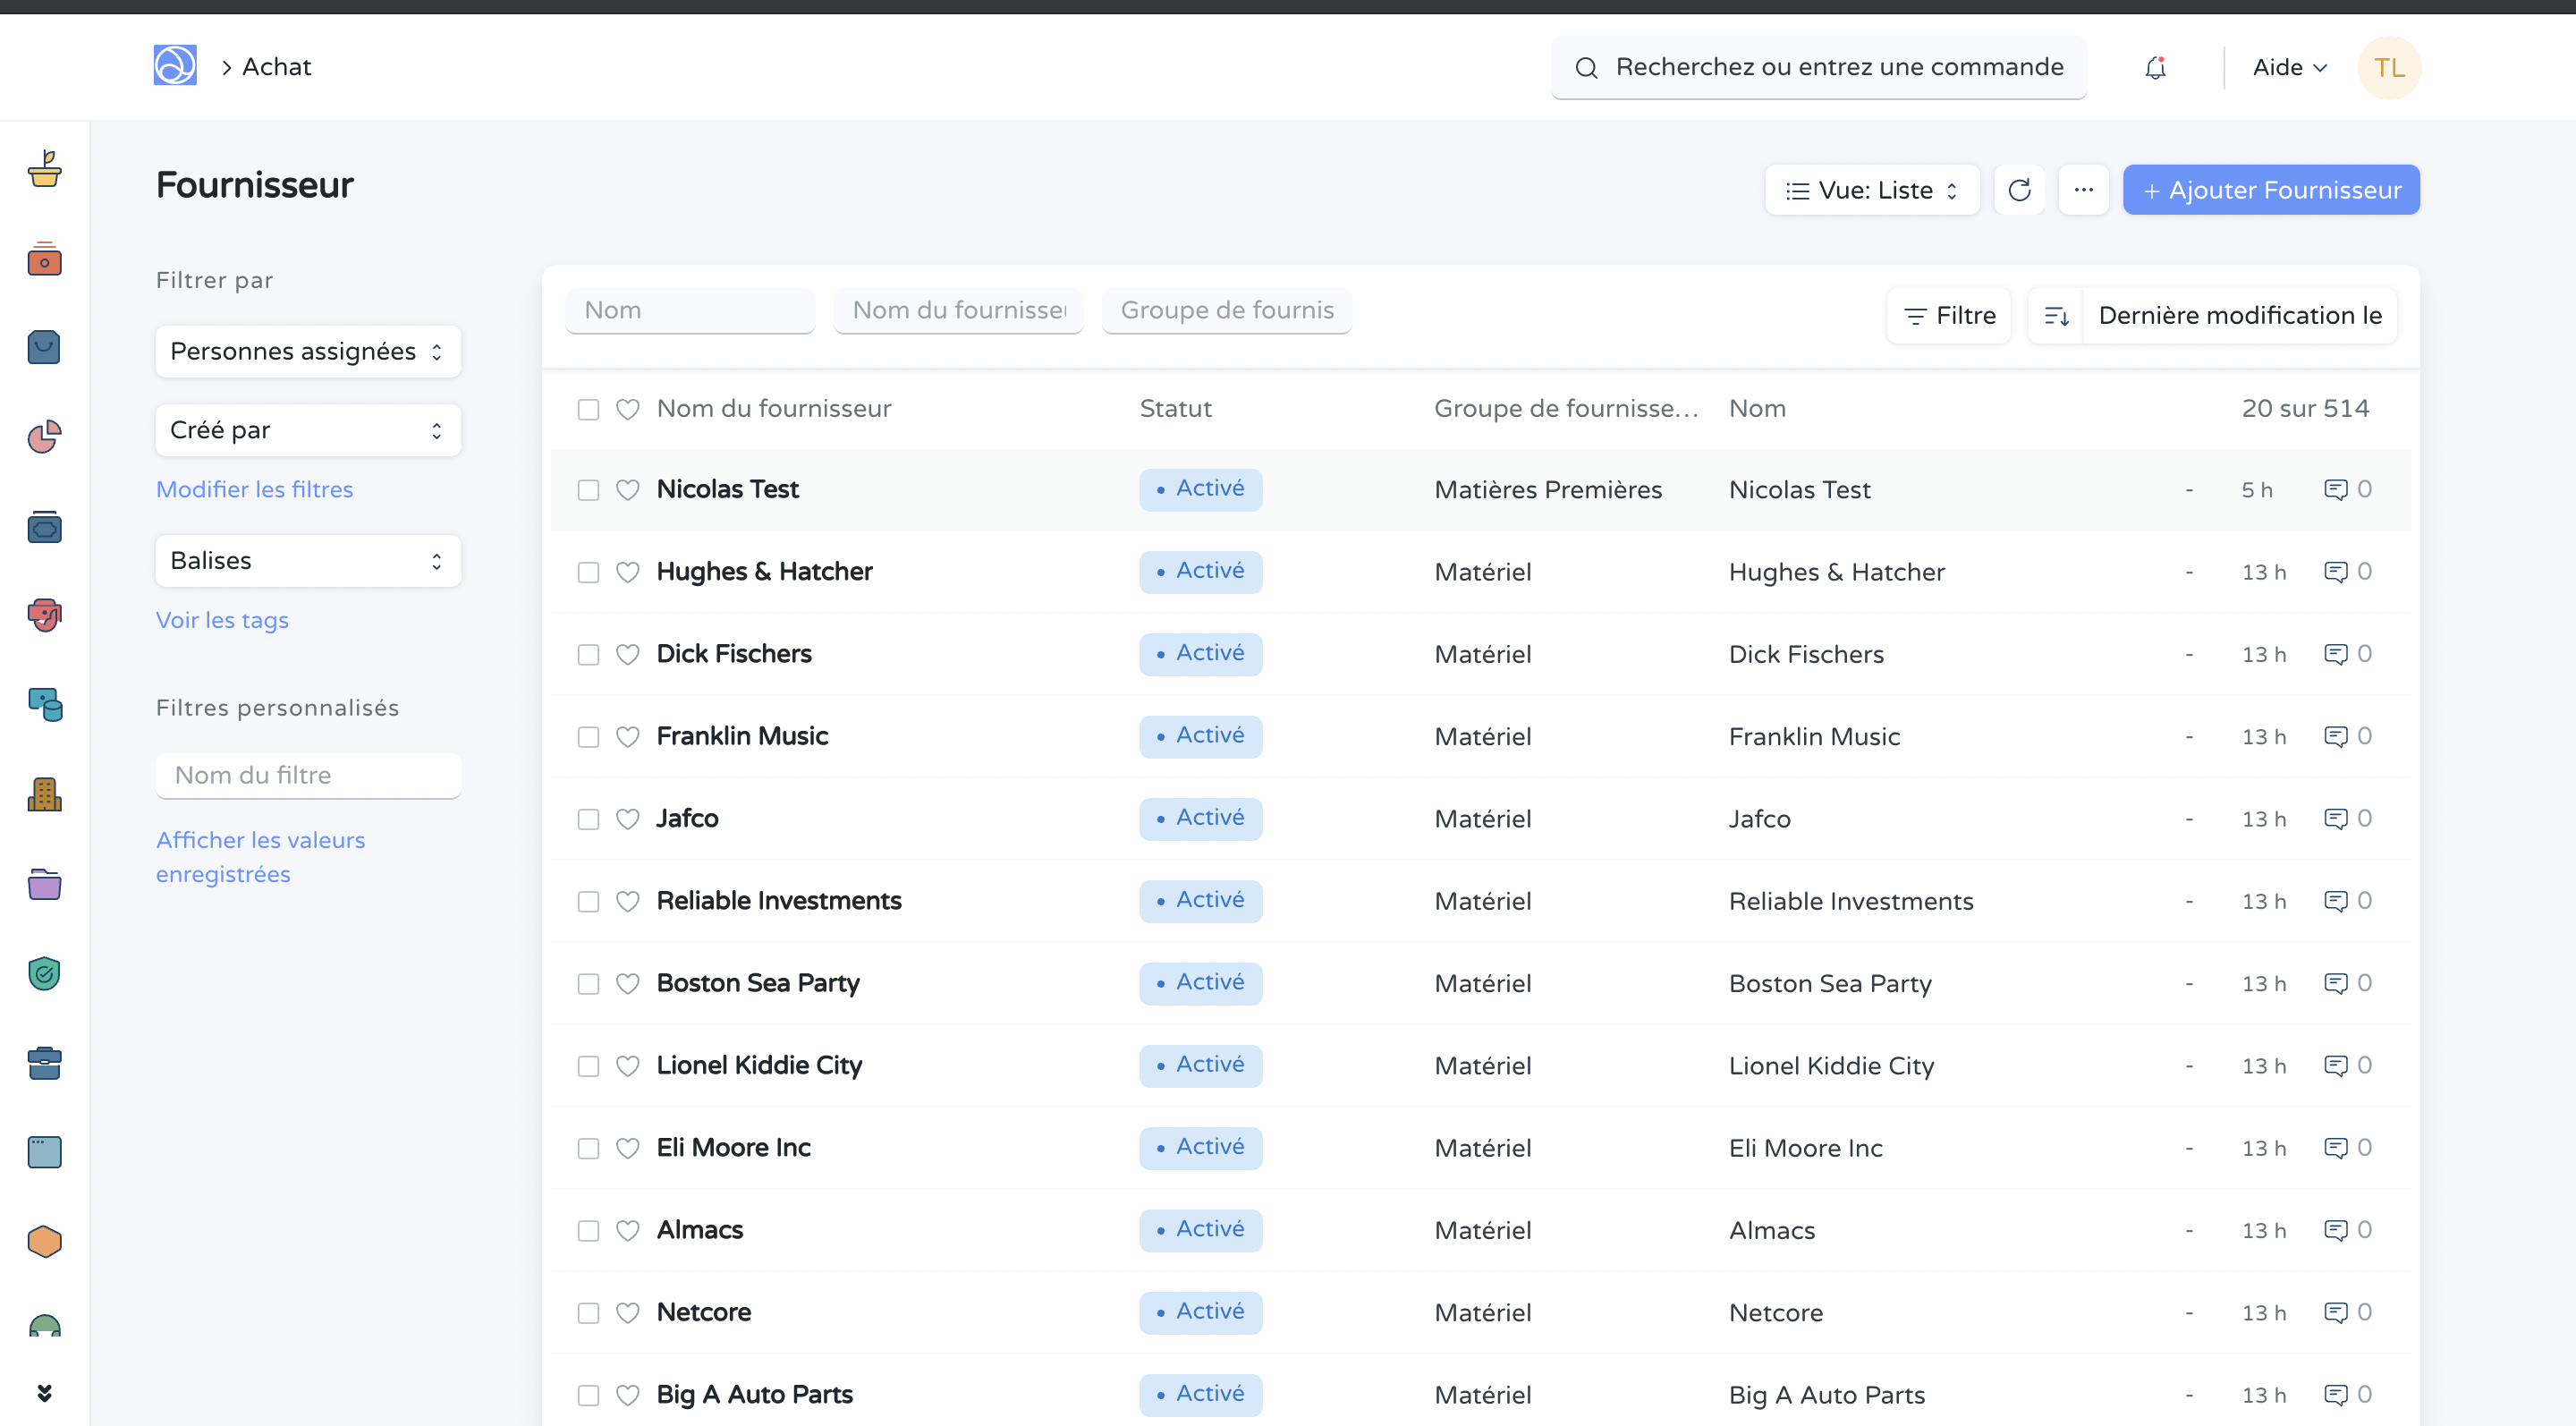 Achat
Recherchez ou entrez une commande
Aide
TL
Fournisseur
Vue: Liste
Ajouter Fournisseur
Filtrer par
Personnes assignées
Créé par
Modifier les filtres
Balises
Voir les tags
Filtres personnalisés
Nom du filtre
Afficher les valeurs
enregistrées
Nom
Nom du fournisseu
Groupe de fournis
Filtre
Dernière modification le
Nom du fournisseur Statut Groupe de fournisse... Nom 20 sur 514
Nicolas Test Activé Matières Premières Nicolas Test - 5 h 0
Hughes & Hatcher Activé Matériel Hughes & Hatcher - 13 h 0
Dick Fischers Activé Matériel Dick Fischers - 13 h 0
Franklin Music Activé Matériel Franklin Music - 13 h 0
Jafco Activé Matériel Jafco - 13 h 0
Reliable Investments Activé Matériel Reliable Investments - 13 h 0
Boston Sea Party Activé Matériel Boston Sea Party - 13 h 0
Lionel Kiddie City Activé Matériel Lionel Kiddie City - 13 h 0
Eli Moore Inc Activé Matériel Eli Moore Inc - 13 h 0
Almacs Activé Matériel Almacs - 13 h 0
Netcore Activé Matériel Netcore - 13 h 0
Big A Auto Parts Activé Matériel Big A Auto Parts - 13 h 0